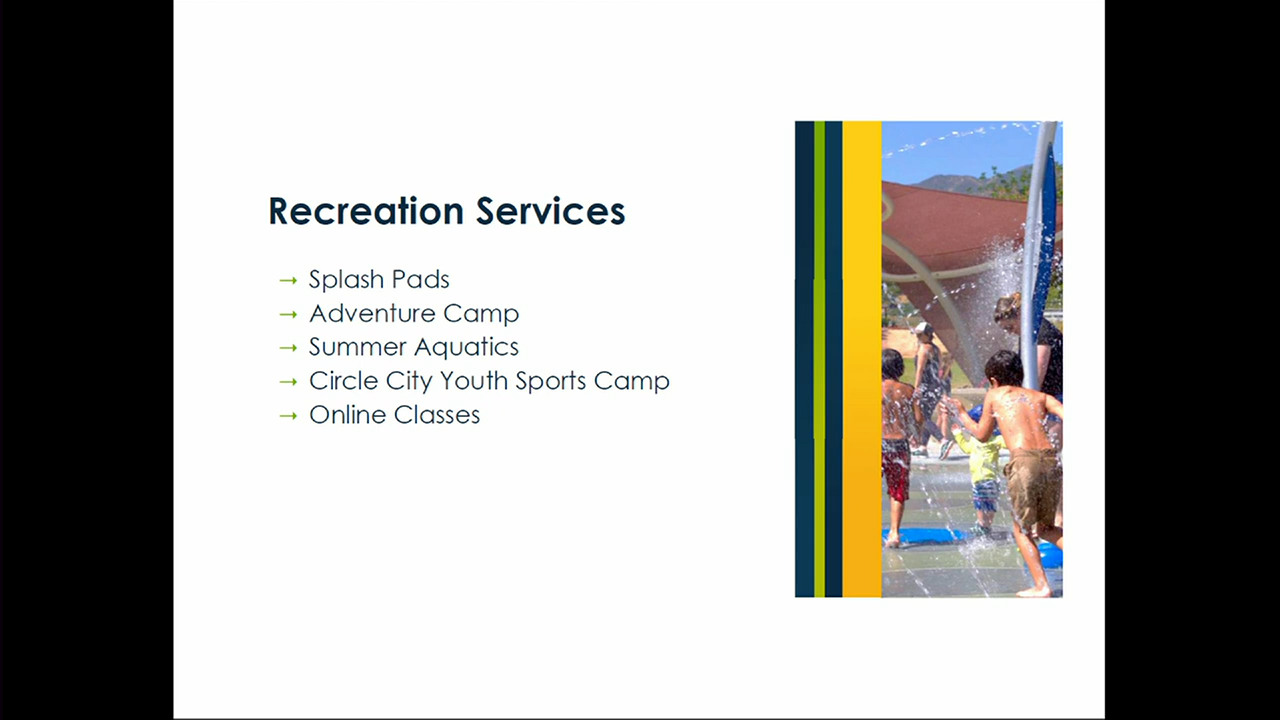 Recreation Services
→ Splash Pads
→ Adventure Camp
→ Summer Aquatics
→ Circle City Youth Sports Camp
→ Online Classes